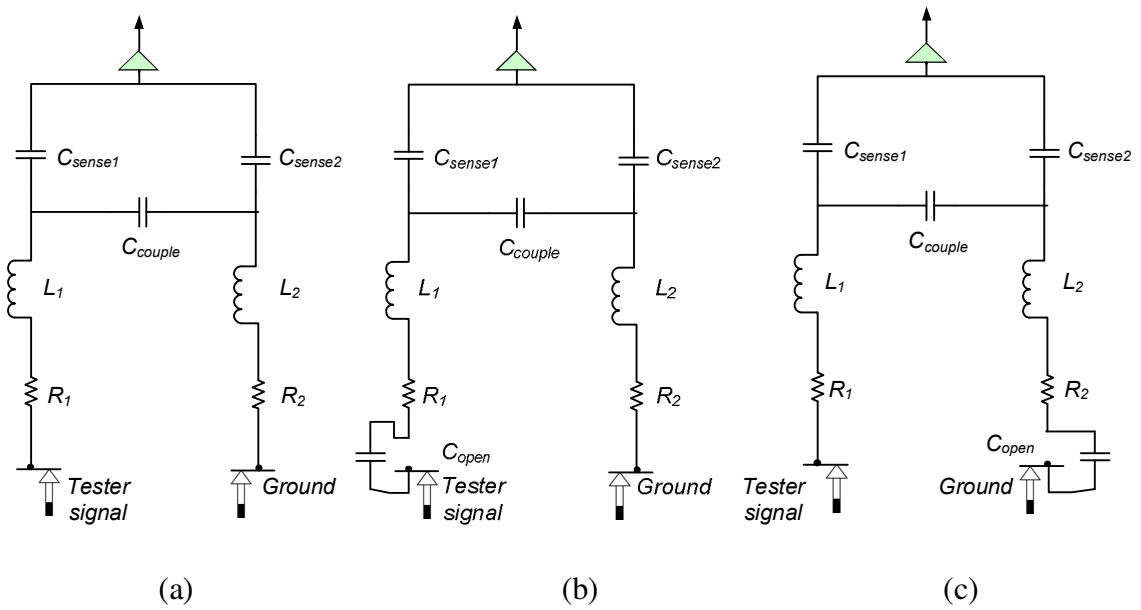 C_sense1
C_sense2
C_couple
L_1
L_2
R_1
R_2
Tester
signal
Ground
(a)
C_sense1
C_sense2
C_couple
L_1
L_2
R_1
R_2
C_open
Tester
signal
Ground
(b)
C_sense1
C_sense2
C_couple
L_1
L_2
R_1
R_2
C_open
Tester
signal
Ground
(c)